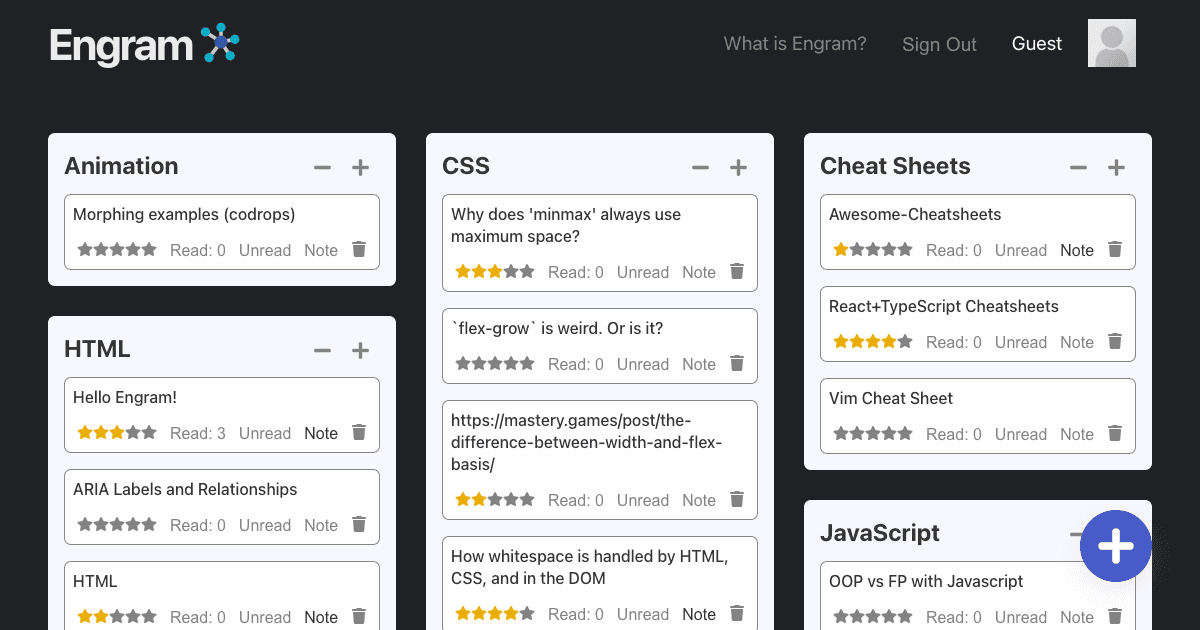 Engram
What is Engram?
Sign Out
Guest
Animation
Morphing examples (codrops)
Read: 0 Unread Note
HTML
Hello Engram!
Read: 3 Unread Note
ARIA Labels and Relationships
Read: 0 Unread Note
HTML
Read: 0 Unread Note
CSS
Why does 'minmax' always use
maximum space?
Read: 0 Unread Note
`flex-grow` is weird. Or is it?
Read: 0 Unread Note
https://mastery.games/post/the-
difference-between-width-and-flex-
basis/
Read: 0 Unread Note
How whitespace is handled by HTML,
CSS, and in the DOM
Read: 0 Unread Note
Cheat Sheets
Awesome-Cheatsheets
Read: 0 Unread Note
React+TypeScript Cheatsheets
Read: 0 Unread Note
Vim Cheat Sheet
Read: 0 Unread Note
JavaScript
OOP vs FP with Javascript
Read: 0 Unread Note